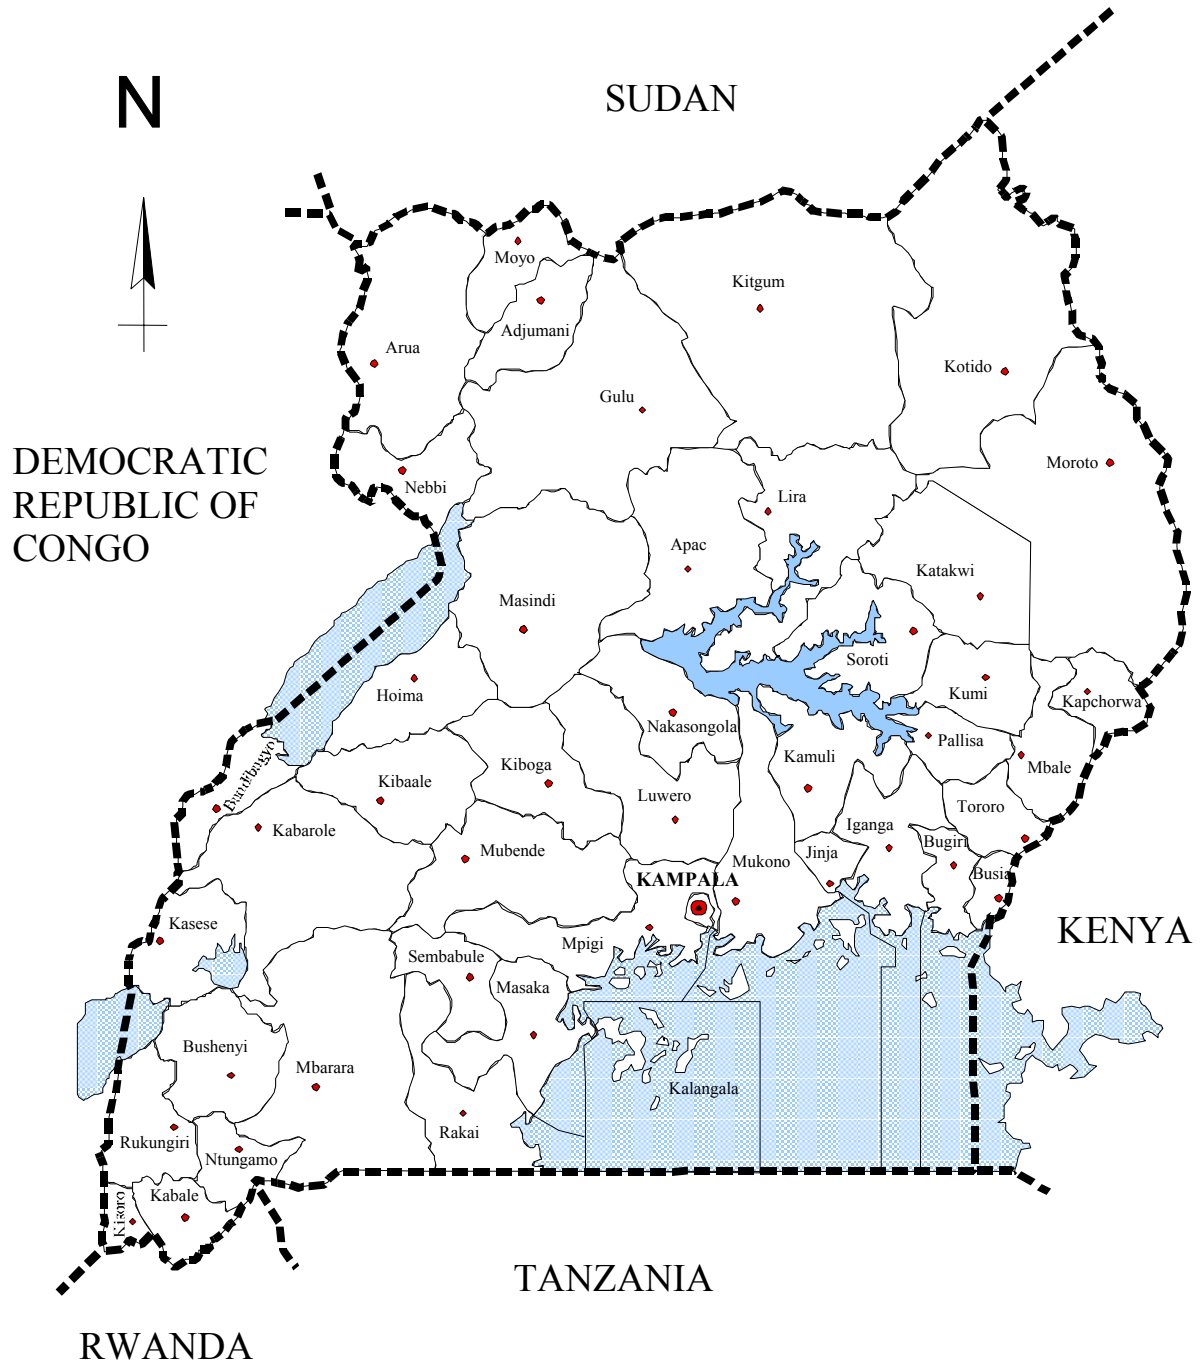 SUDAN
N
Moyo
Kitgum
Adjumani
Arua
Kotido
Gulu
DEMOCRATIC
REPUBLIC OF
CONGO
Moroto
Nebbi
Lira
Apac
Katakwi
Masindi
Soroti
Hoima
Kumi
Kapchorwa
Nakasongola
Pallisa
Bundibugyo
Kamuli
Mbale
Kiboga
Kibaale
Luwero
Tororo
Kabarole
Iganga
Bugiri
Mubende
Jinja
Mukono
Busia
KAMPALA
Kasese
KENYA
Mpigi
Sembabule
Masaka
Bushenyi
Mbarara
Kalangala
Rakai
Rukungiri
Ntungamo
Kabale
Kisoro
TANZANIA
RWANDA